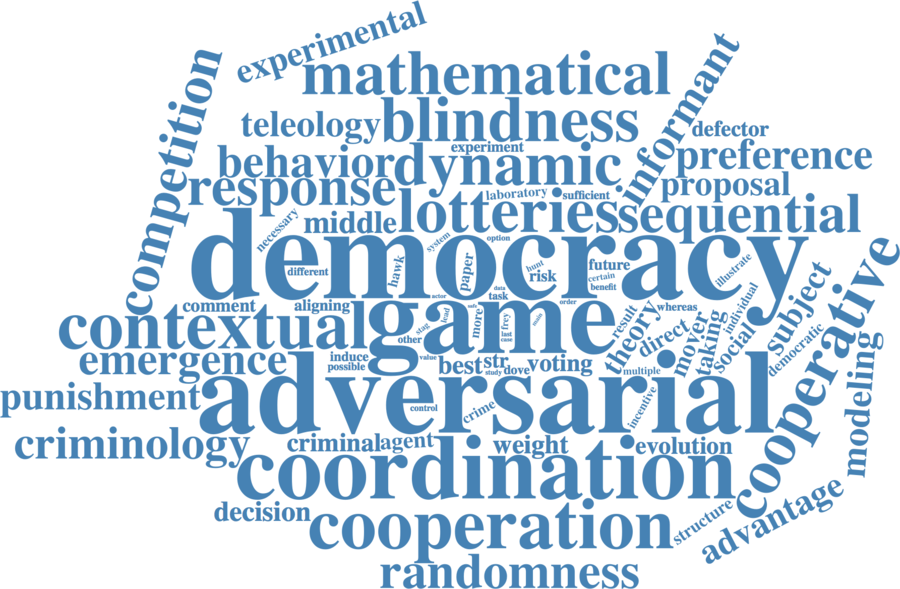 experimental
mathematical
competition
teleology
blindness
informant
defector
experiment
behavior
dynamic
preference
response
laboratory
sufficient
proposal
necessary
middle
lotteries
sequential
system
option
democracy
different
hawk
paper
hunt
risk
future
certain
benefit
illustrate
data
task
actor
order
comment
aligning
contextual
game
stag
other
more
only
last
case
main
result
theory
whereas
direct
mover
taking
individual
social
subject
democratic
cooperative
emergence
induce
possible
value
best
str
study
dove
voting
multiple
modeling
punishment
adversarial
control
crime
incentive
criminology
criminal
agent
weight
evolution
coordination
decision
cooperation
structure
advantage
randomness